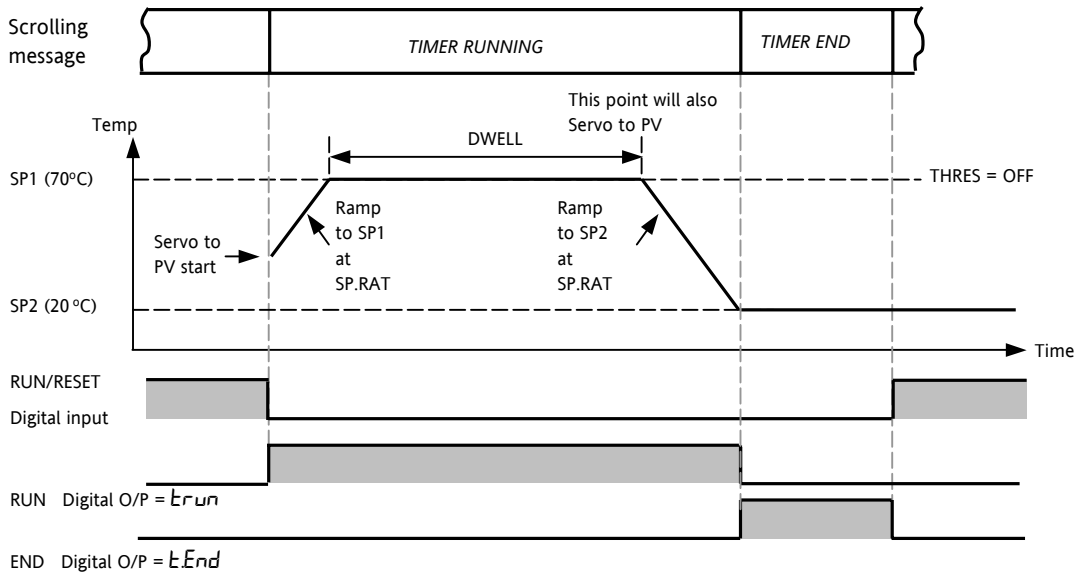 Scrolling
message
TIMER RUNNING
TIMER END
This point will also
Servo to PV
Temp
DWELL
SP1 (70°C)
THRES = OFF
Ramp
to SP1
at
SP.RAT
Ramp
to SP2
at
SP.RAT
Servo to
PV start
SP2 (20 °C)
Time
RUN/RESET
Digital input
RUN Digital O/P = trun
END Digital O/P = t.End